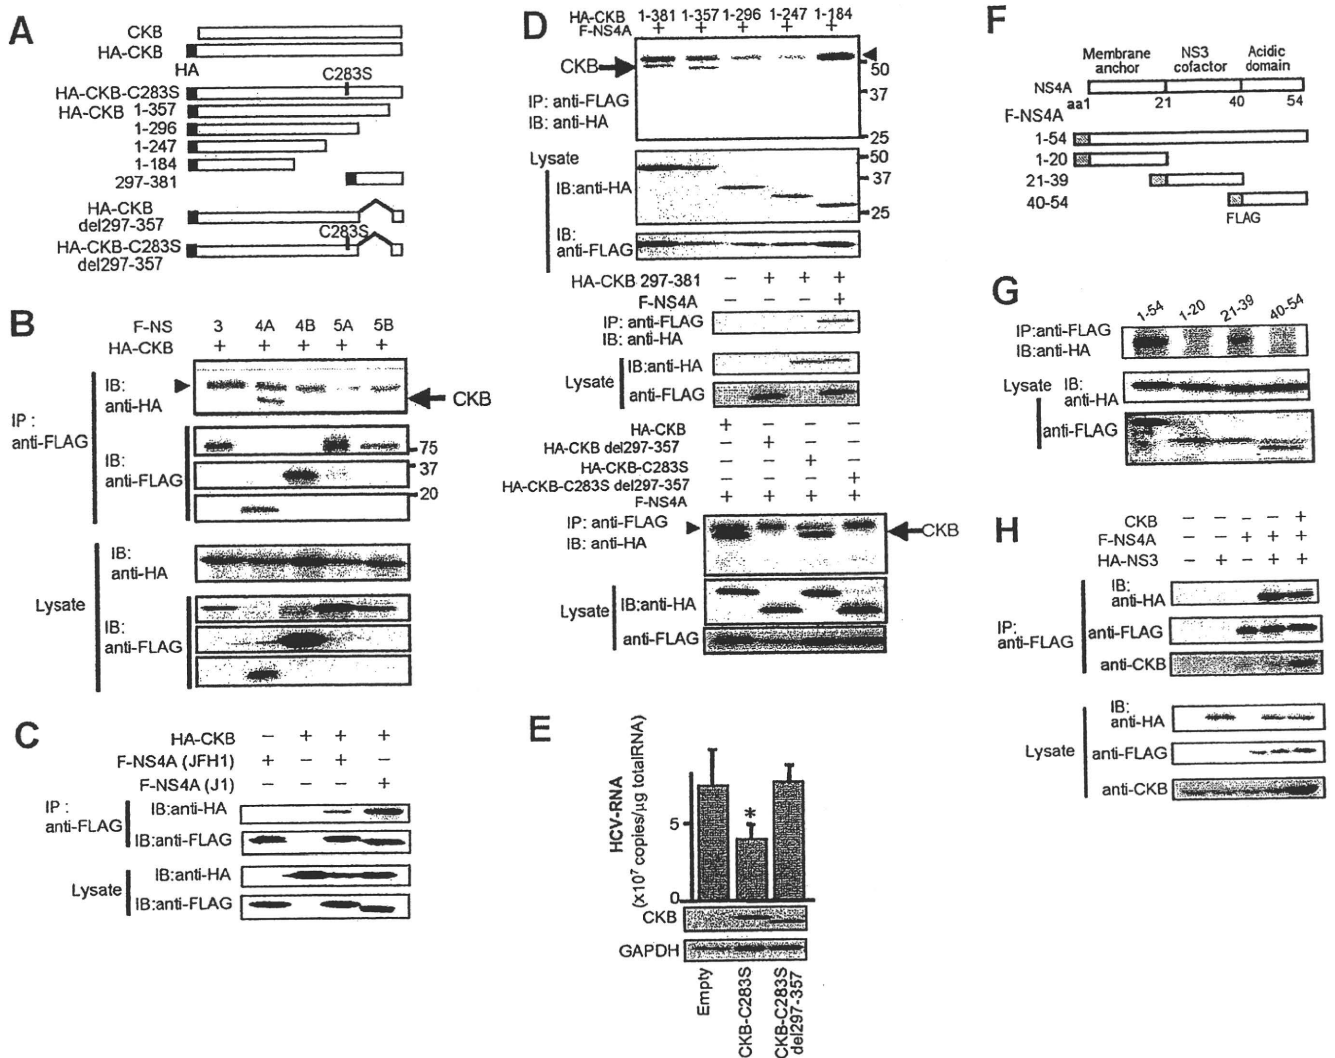 A
CKB
HA-CKB
HA
C283S
HA-CKB-C283S
HA-CKB 1-357
1-296
1-247
1-184
297-381
HA-CKB
del297-357
C283S
HA-CKB-C283S
del297-357
B
F-NS 3 4A 4B 5A 5B
HA-CKB + + + + +
IB:
anti-HA
CKB
IP :
anti-FLAG
IB:
anti-FLAG
75
37
20
IB:
anti-HA
Lysate
IB:
anti-FLAG
C
HA-CKB − + + +
F-NS4A (JFH1) + − + −
F-NS4A (J1) − − − +
IP :
anti-FLAG
IB:anti-HA
IB:anti-FLAG
Lysate
IB:anti-HA
IB:anti-FLAG
D
HA-CKB 1-381 1-357 1-296 1-247 1-184
F-NS4A + + + + +
CKB
50
37
25
IP: anti-FLAG
IB: anti-HA
Lysate
IB:anti-HA
50
37
25
IB:
anti-FLAG
HA-CKB 297-381 − + + +
F-NS4A − − − +
IP: anti-FLAG
IB: anti-HA
Lysate
IB:anti-HA
anti-FLAG
HA-CKB +
HA-CKB del297-357 +
HA-CKB-C283S +
HA-CKB-C283S del297-357 +
F-NS4A + + + +
IP: anti-FLAG
IB: anti-HA
CKB
Lysate
IB:anti-HA
anti-FLAG
E
HCV-RNA
(x10⁷ copies/µg totalRNA)
5
0
*
CKB
GAPDH
Empty
CKB-C283S
CKB-C283S
del297-357
F
Membrane
anchor
NS3
cofactor
Acidic
domain
NS4A
aa1 21 40 54
F-NS4A
1-54
1-20
21-39
40-54
FLAG
G
1-54 1-20 21-39 40-54
IP:anti-FLAG
IB:anti-HA
Lysate
IB:
anti-HA
anti-FLAG
H
CKB − − − − +
F-NS4A − − + + +
HA-NS3 − + − + +
IP:
anti-FLAG
IB:
anti-HA
anti-FLAG
anti-CKB
Lysate
IB:
anti-HA
anti-FLAG
anti-CKB